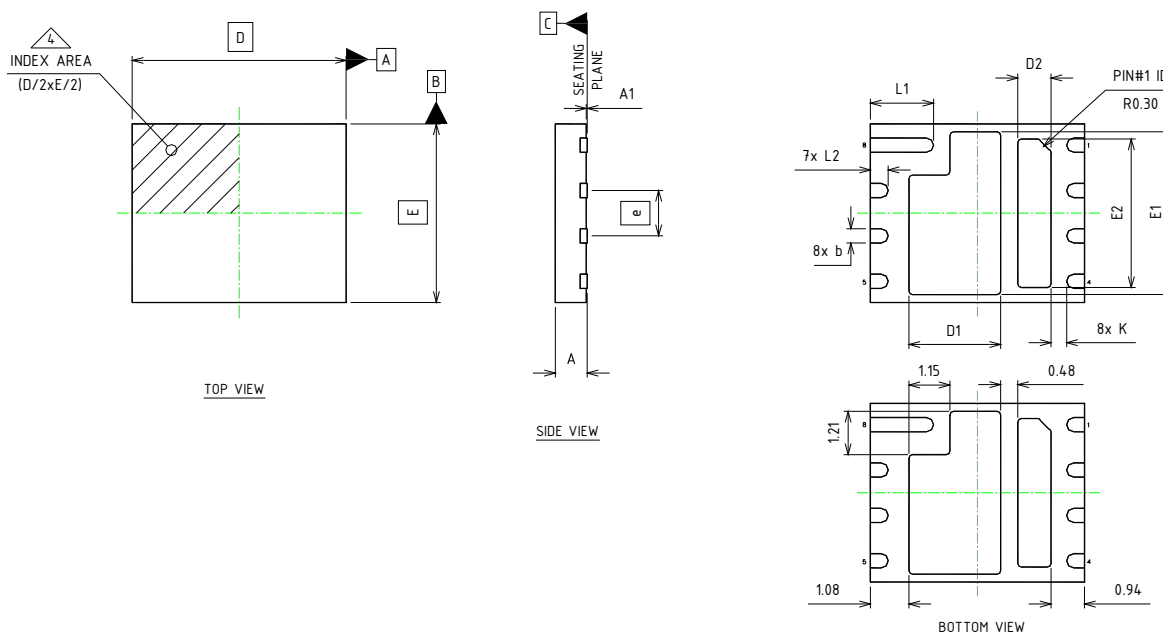 4
INDEX AREA
(D/2xE/2)
D
A
B
E
TOP VIEW
C
SEATING
PLANE
A1
e
A
SIDE VIEW
D2
PIN#1 ID
R0.30
L1
7x L2
8x b
8
5
1
4
E2
E1
D1
8x K
1.15
0.48
1.21
8
5
1
4
1.08
0.94
BOTTOM VIEW